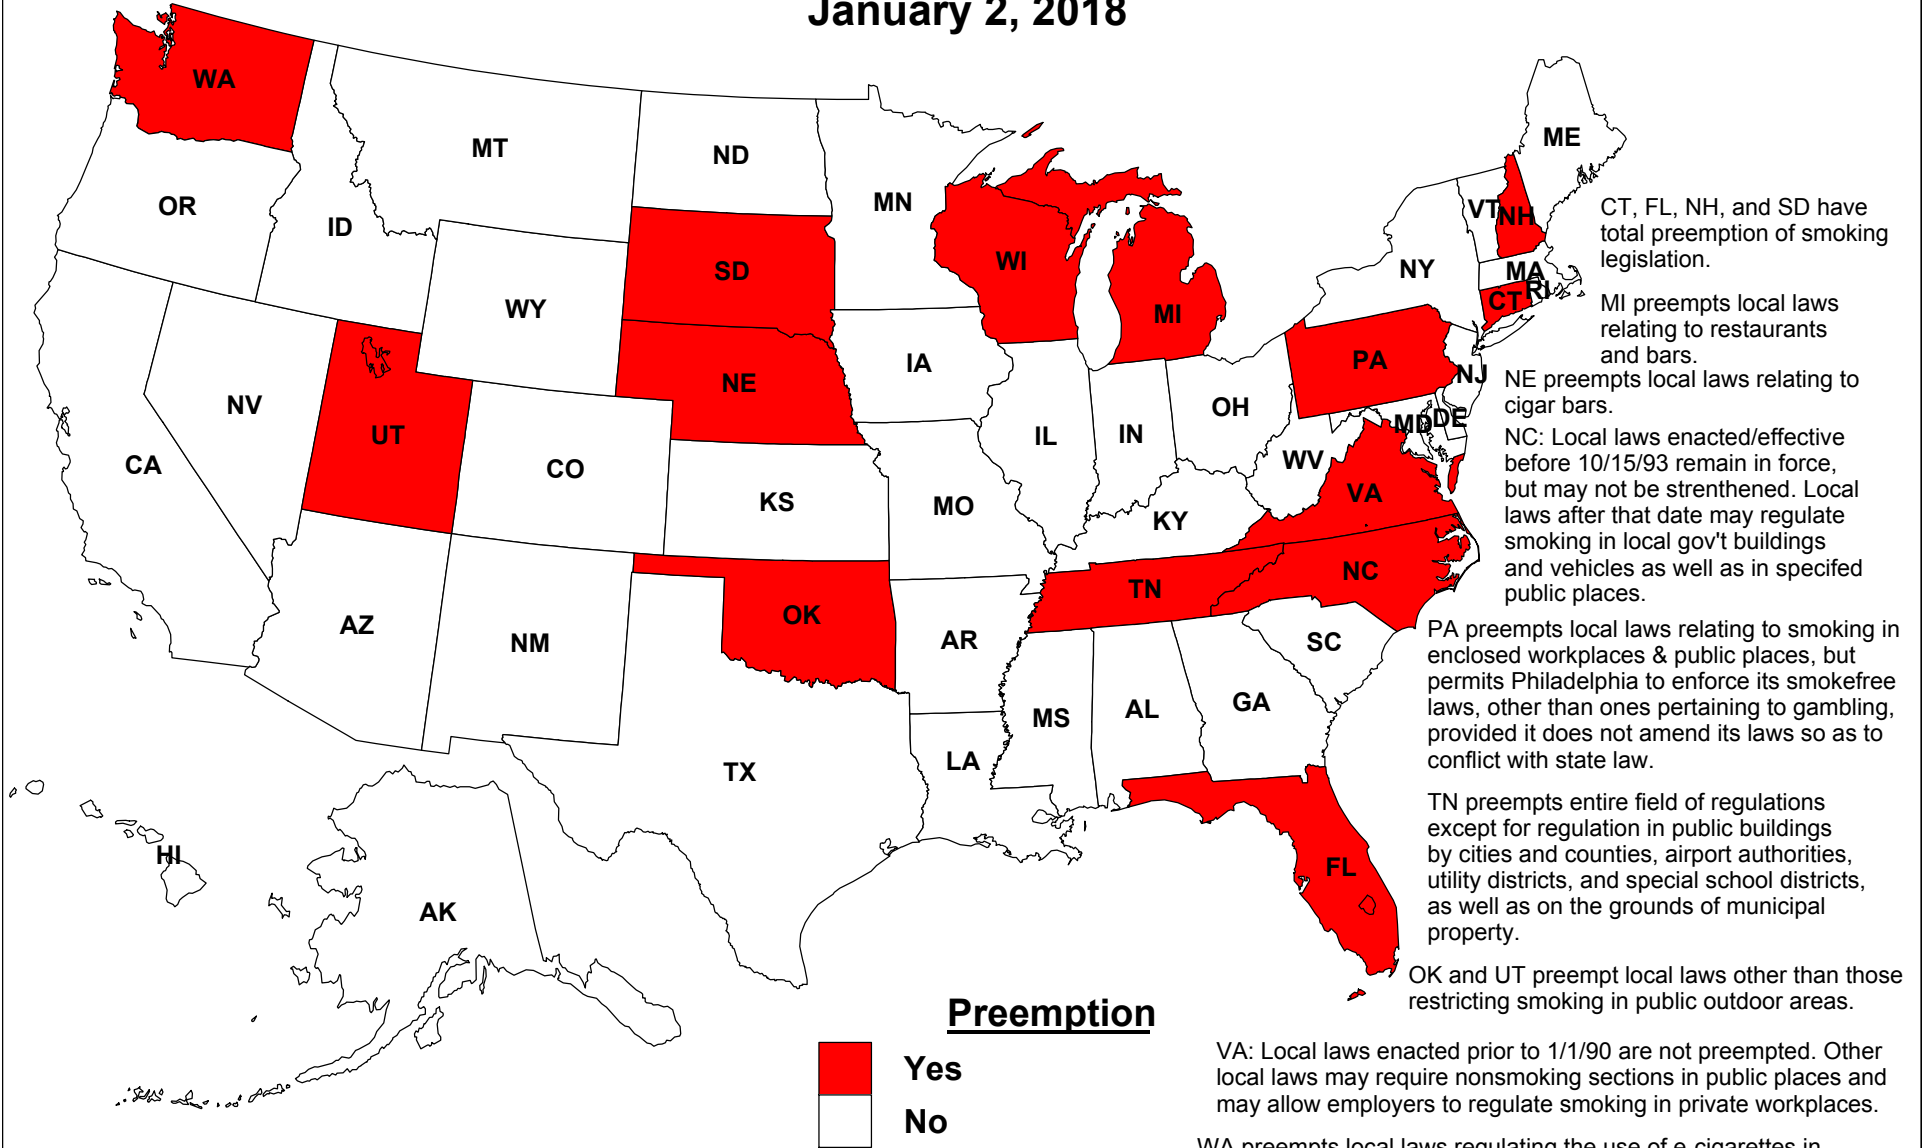 January 2, 2018
WA
MT
ND
MN
ME
OR
ID
SD
WI
MI
VT
NH
NY
MA
CT
RI
WY
IA
NE
PA
NJ
NV
UT
CA
CO
KS
MO
IL
IN
OH
MD
DE
WV
VA
KY
NC
TN
AZ
NM
OK
AR
SC
MS
AL
GA
TX
LA
HI
AK
FL
CT, FL, NH, and SD have
total preemption of smoking
legislation.
MI preempts local laws
relating to restaurants
and bars.
NE preempts local laws relating to
cigar bars.
NC: Local laws enacted/effective
before 10/15/93 remain in force,
but may not be strenthened. Local
laws after that date may regulate
smoking in local gov't buildings
and vehicles as well as in specifed
public places.
PA preempts local laws relating to smoking in
enclosed workplaces & public places, but
permits Philadelphia to enforce its smokefree
laws, other than ones pertaining to gambling,
provided it does not amend its laws so as to
conflict with state law.
TN preempts entire field of regulations
except for regulation in public buildings
by cities and counties, airport authorities,
utility districts, and special school districts,
as well as on the grounds of municipal
property.
OK and UT preempt local laws other than those
restricting smoking in public outdoor areas.
Preemption
Yes
No
VA: Local laws enacted prior to 1/1/90 are not preempted. Other
local laws may require nonsmoking sections in public places and
may allow employers to regulate smoking in private workplaces.
WA preempts local laws regulating the use of e-cigarettes in